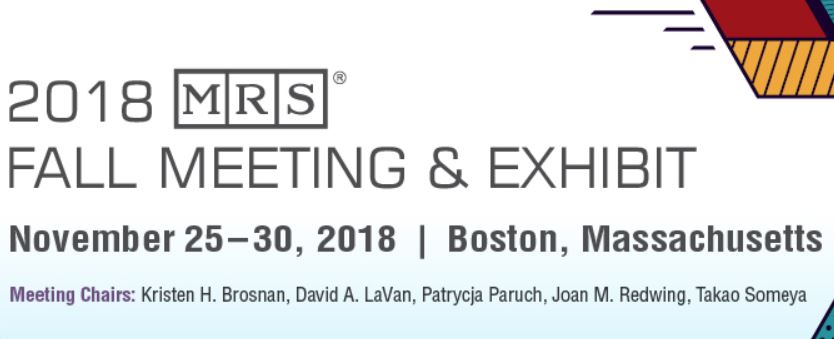 2018 MRS®
FALL MEETING & EXHIBIT
November 25–30, 2018 | Boston, Massachusetts
Meeting Chairs: Kristen H. Brosnan, David A. LaVan, Patrycja Paruch, Joan M. Redwing, Takao Someya